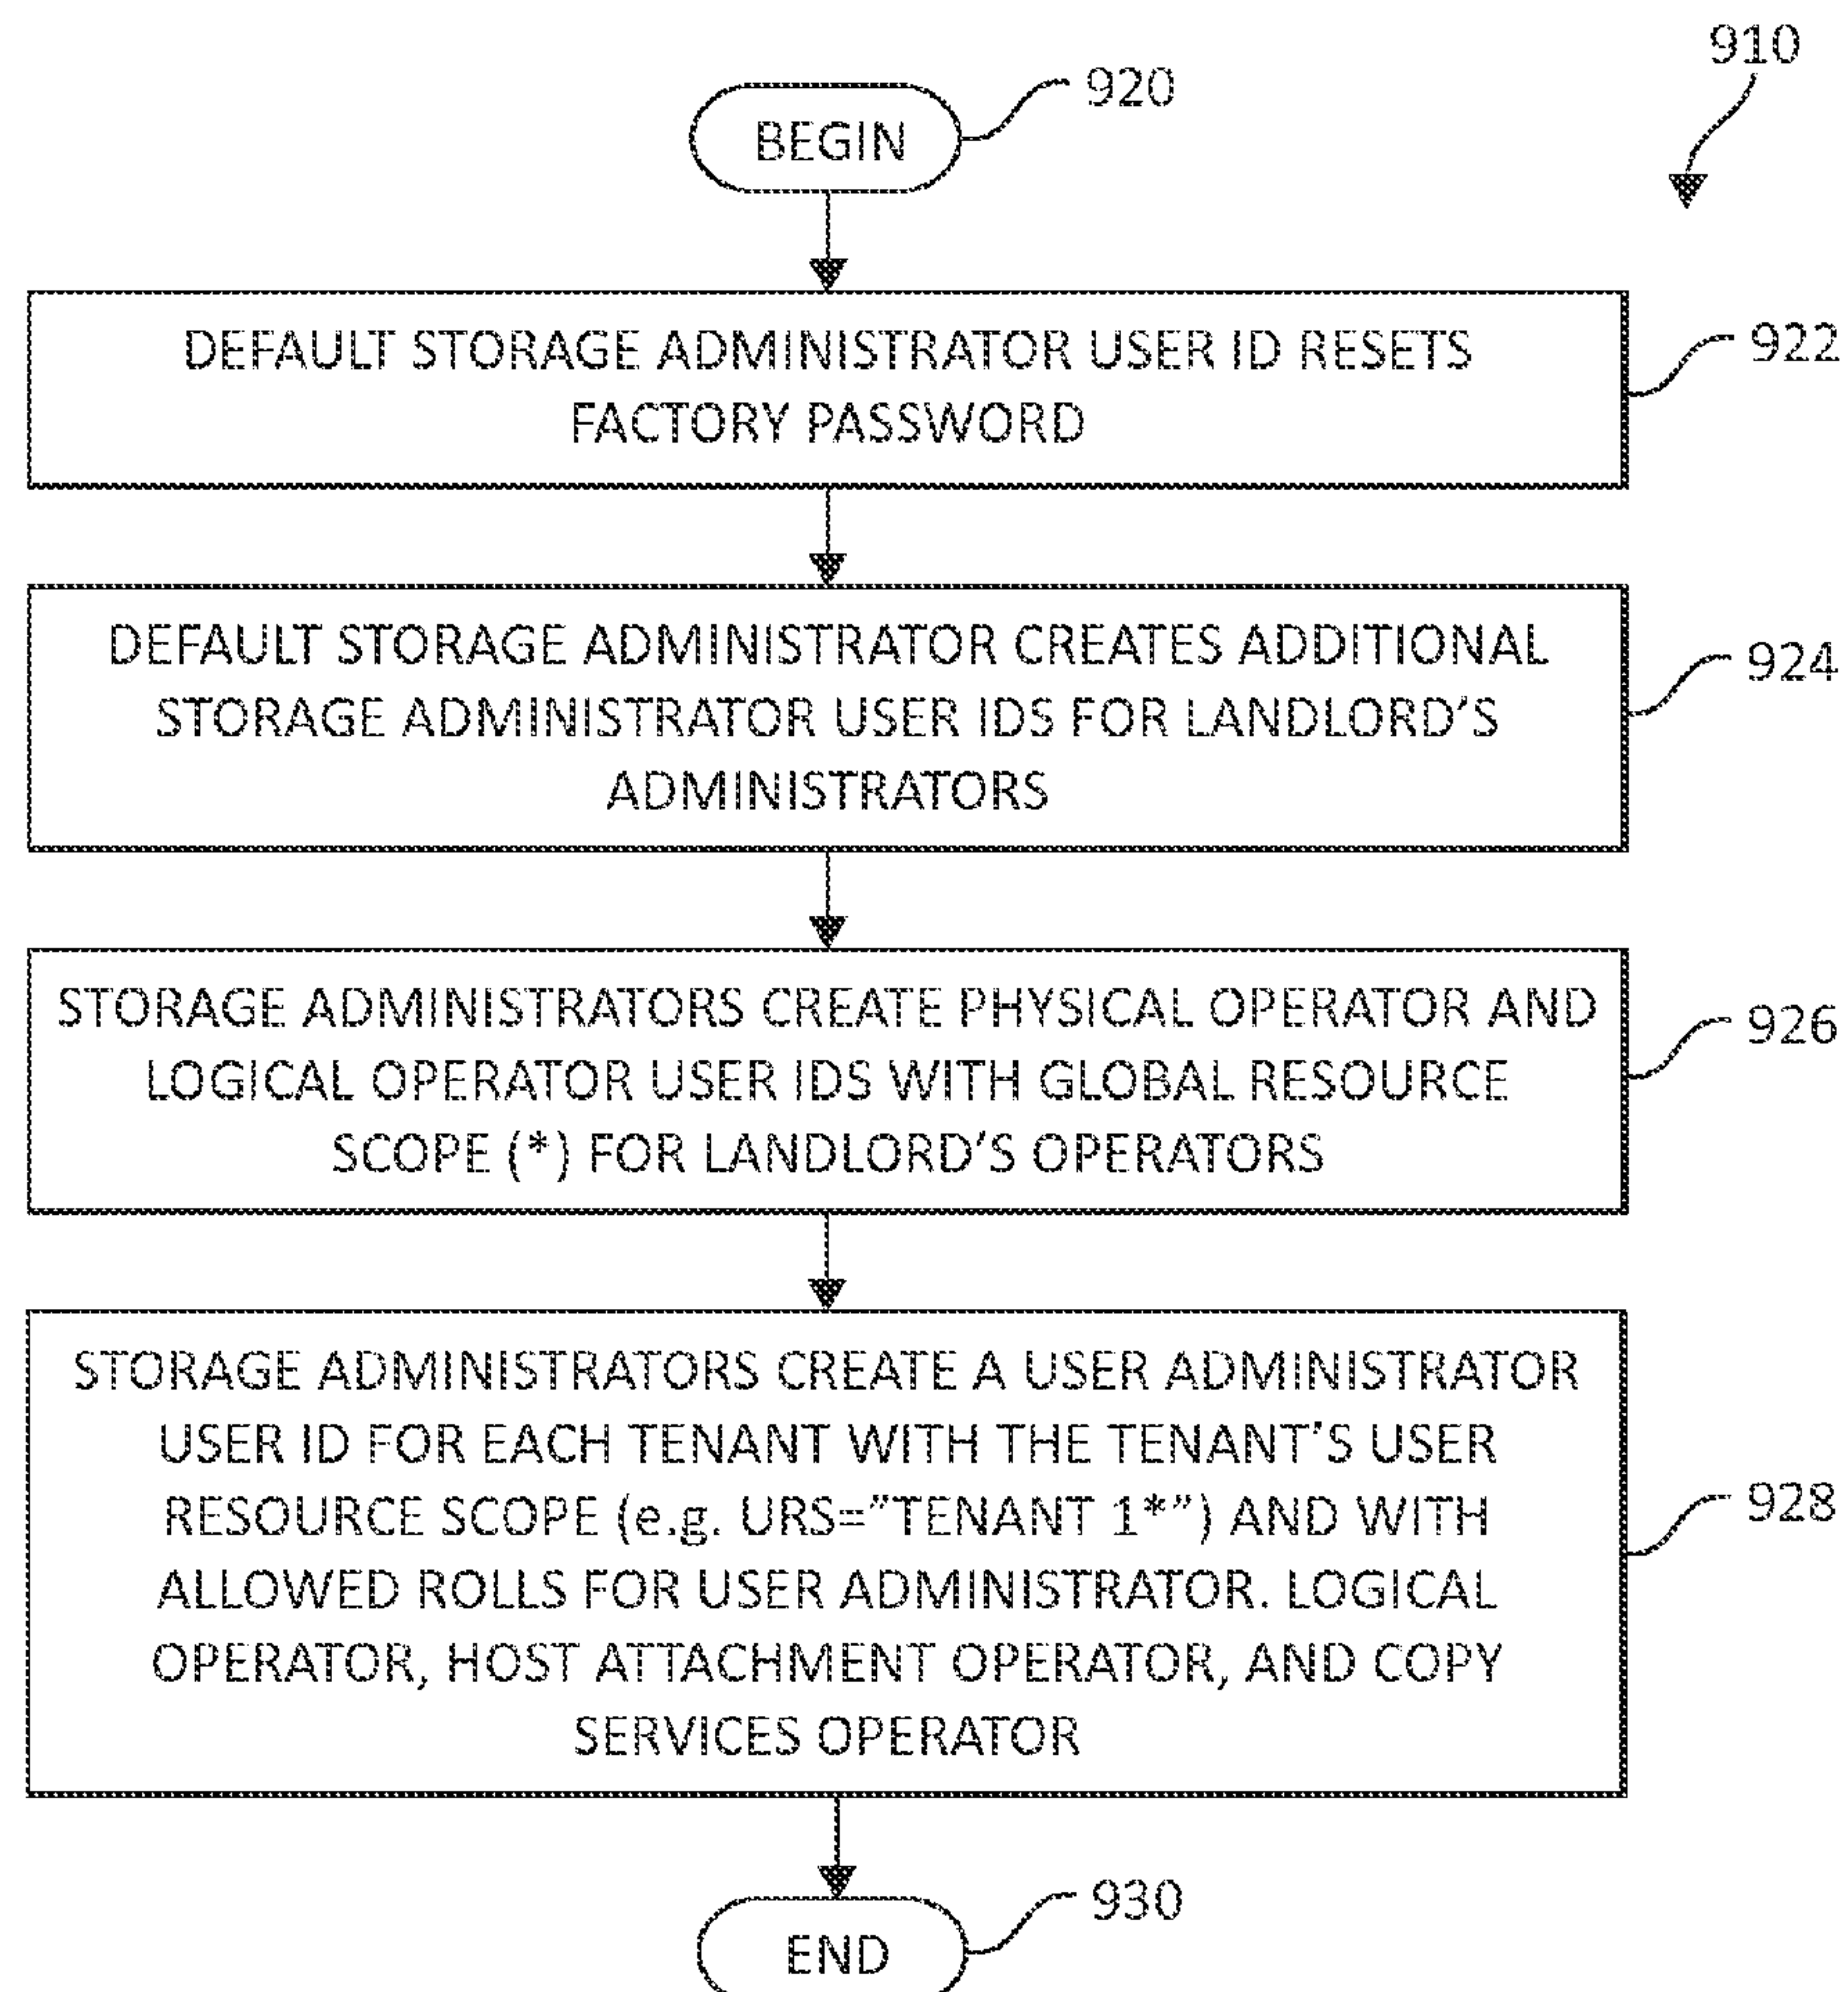 910
920
BEGIN
DEFAULT STORAGE ADMINISTRATOR USER ID RESETS
FACTORY PASSWORD
922
DEFAULT STORAGE ADMINISTRATOR CREATES ADDITIONAL
STORAGE ADMINISTRATOR USER IDS FOR LANDLORD'S
ADMINISTRATORS
924
STORAGE ADMINISTRATORS CREATE PHYSICAL OPERATOR AND
LOGICAL OPERATOR USER IDS WITH GLOBAL RESOURCE
SCOPE (*) FOR LANDLORD'S OPERATORS
926
STORAGE ADMINISTRATORS CREATE A USER ADMINISTRATOR
USER ID FOR EACH TENANT WITH THE TENANT'S USER
RESOURCE SCOPE (e.g. URS=”TENANT 1*”) AND WITH
ALLOWED ROLLS FOR USER ADMINISTRATOR. LOGICAL
OPERATOR, HOST ATTACHMENT OPERATOR, AND COPY
SERVICES OPERATOR
928
930
END